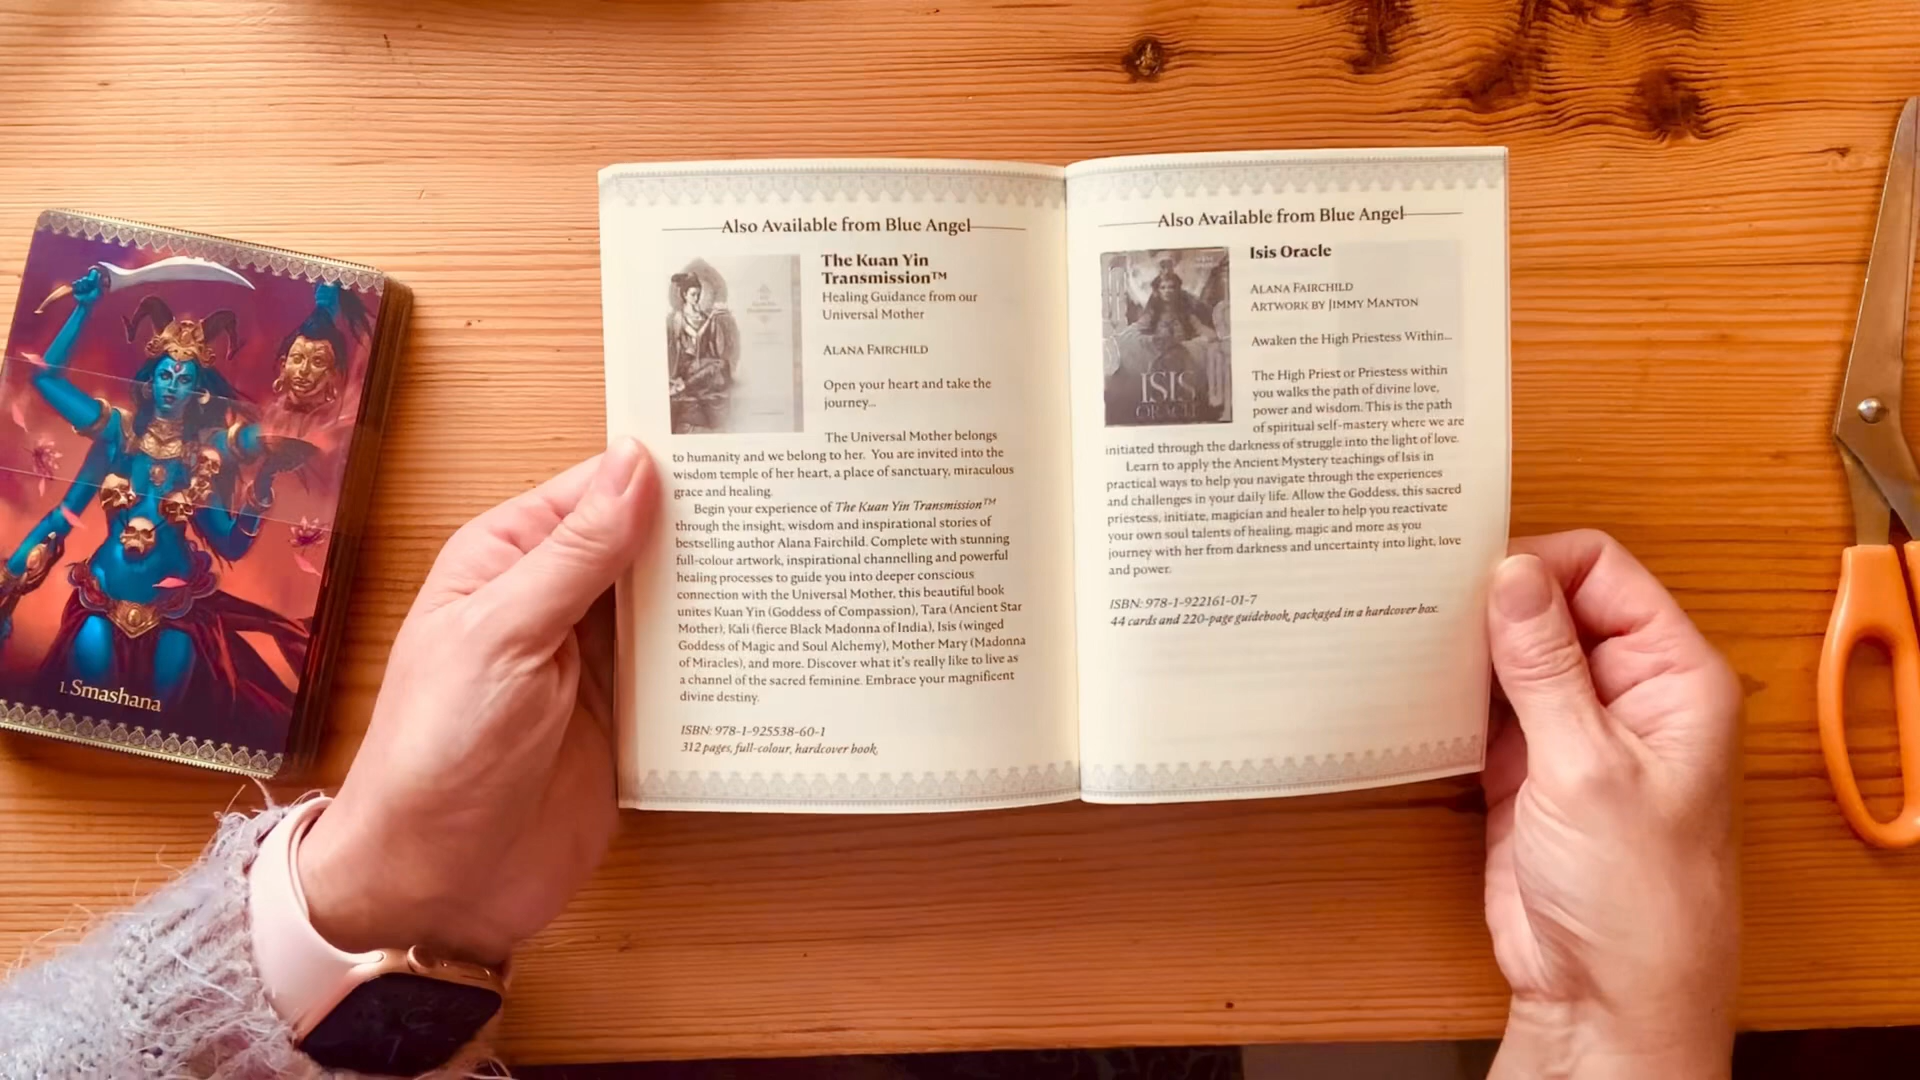 1. Smashana
Also Available from Blue Angel
The Kuan Yin
Transmission™
Healing Guidance from our
Universal Mother
ALANA FAIRCHILD
Open your heart and take the
journey...
The Universal Mother belongs
to humanity and we belong to her. You are invited into the
wisdom temple of her heart, a place of sanctuary, miraculous
grace and healing.
Begin your experience of The Kuan Yin Transmission™
through the insight, wisdom and inspirational stories of
bestselling author Alana Fairchild. Complete with stunning
full-colour artwork, inspirational channelling and powerful
healing processes to guide you into deeper conscious
connection with the Universal Mother, this beautiful book
unites Kuan Yin (Goddess of Compassion), Tara (Ancient Star
Mother), Kali (fierce Black Madonna of India), Isis (winged
Goddess of Magic and Soul Alchemy), Mother Mary (Madonna
of Miracles), and more. Discover what it's really like to live as
a channel of the sacred feminine. Embrace your magnificent
divine destiny.
ISBN: 978-1-925538-60-1
312 pages, full-colour, hardcover book.
Also Available from Blue Angel
ISIS
ORACLE
Isis Oracle
ALANA FAIRCHILD
ARTWORK BY JIMMY MANTON
Awaken the High Priestess Within...
The High Priest or Priestess within
you walks the path of divine love,
power and wisdom. This is the path
of spiritual self-mastery where we are
initiated through the darkness of struggle into the light of love.
Learn to apply the Ancient Mystery teachings of Isis in
practical ways to help you navigate through the experiences
and challenges in your daily life. Allow the Goddess, this sacred
priestess, initiate, magician and healer to help you reactivate
your own soul talents of healing, magic and more as you
journey with her from darkness and uncertainty into light, love
and power.
ISBN: 978-1-922161-01-7
44 cards and 220-page guidebook, packaged in a hardcover box.